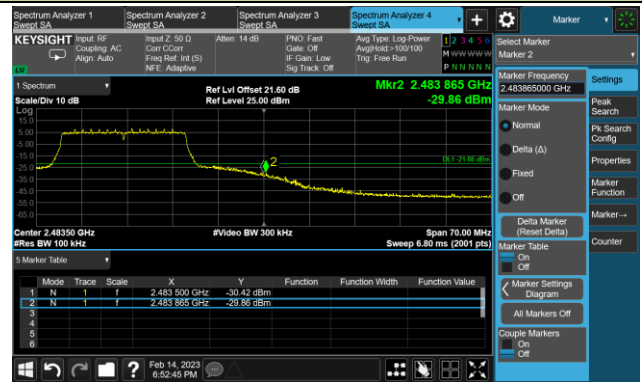 Spectrum Analyzer 1
Swept SA
Spectrum Analyzer 2
Swept SA
Spectrum Analyzer 3
Swept SA
Spectrum Analyzer 4
Swept SA
Marker
KEYSIGHT
Input: RF
Coupling: AC
Align: Auto
Input Z: 50 Ω
Corr CCorr
Freq Ref: Int (S)
NFE: Adaptive
Atten: 14 dB
PNO: Fast
Gate: Off
IF Gain: Low
Sig Track: Off
Avg Type: Log-Power
Avg|Hold:>100/100
Trig: Free Run
1 2 3 4 5 6
M W W W W W
P N N N N N
Select Marker
Marker 2
1 Spectrum
Scale/Div 10 dB
Log
Ref Lvl Offset 21.60 dB
Ref Level 25.00 dBm
Mkr2 2.483 865 GHz
-29.86 dBm
15.0
5.00
-5.00
-15.0
-25.0
-35.0
-45.0
-55.0
-65.0
2
DL1 -21.88 dBm
Center 2.48350 GHz
#Res BW 100 kHz
#Video BW 300 kHz
Span 70.00 MHz
Sweep 6.80 ms (2001 pts)
5 Marker Table
Mode Trace Scale X Y Function Function Width Function Value
1 N 1 f 2.483 500 GHz -30.42 dBm
2 N 1 f 2.483 865 GHz -29.86 dBm
3
4
5
6
Marker Frequency
2.483865000 GHz
Marker Mode
Normal
Delta (Δ)
Fixed
Off
Delta Marker
(Reset Delta)
Marker Table
On
Off
Marker Settings
Diagram
All Markers Off
Couple Markers
On
Off
Settings
Peak
Search
Pk Search
Config
Properties
Marker
Function
Marker→
Counter
?
Feb 14, 2023
6:52:45 PM